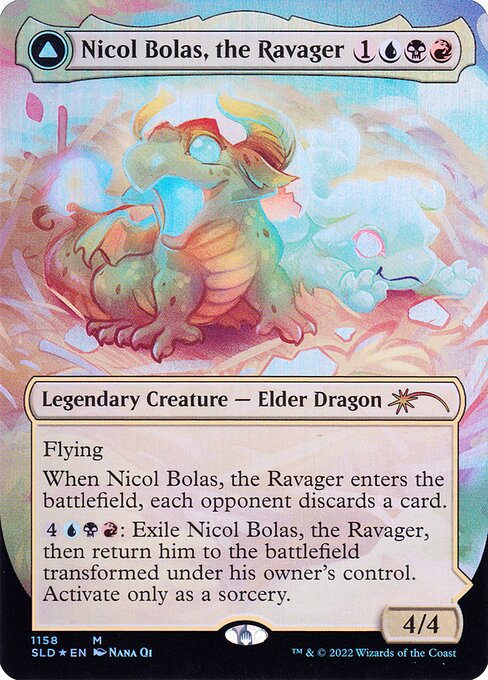 Nicol Bolas, the Ravager 1
Legendary Creature — Elder Dragon
Flying
When Nicol Bolas, the Ravager enters the
battlefield, each opponent discards a card.
4 : Exile Nicol Bolas, the Ravager,
then return him to the battlefield
transformed under his owner's control.
Activate only as a sorcery.
4/4
1158 M
SLD ★ EN Nana Qi
™ & © 2022 Wizards of the Coast